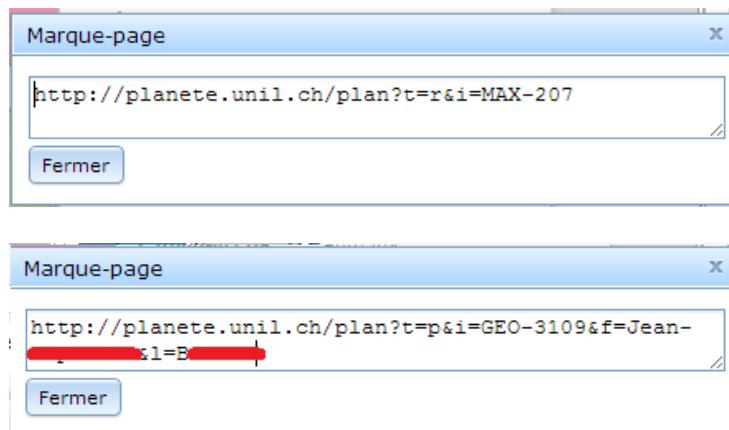 Marque-page
x
http://planete.unil.ch/plan?t=r&i=MAX-207
Fermer
Marque-page
x
http://planete.unil.ch/plan?t=p&i=GEO-3109&f=Jean-
&l=B
Fermer